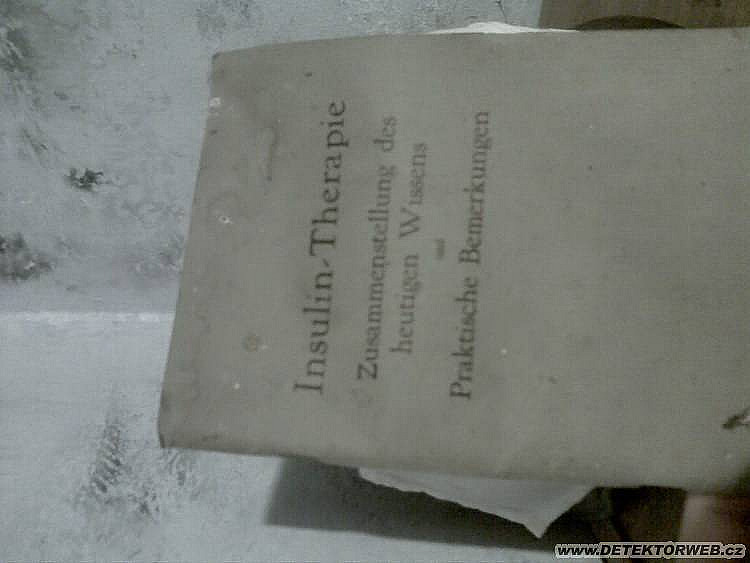 Insulin-Therapie
Zusammenstellung des
heutigen Wissens
und
Praktische Bemerkungen
www.DETEKTORWEB.cz